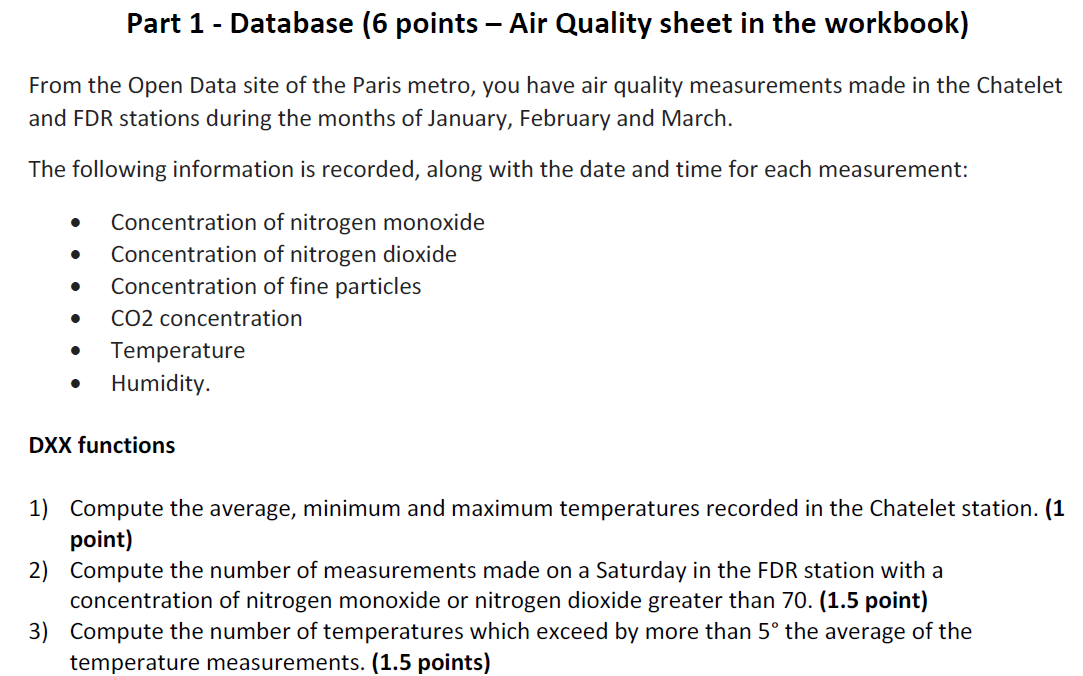 Part 1 - Database (6 points – Air Quality sheet in the workbook)
From the Open Data site of the Paris metro, you have air quality measurements made in the Chatelet
and FDR stations during the months of January, February and March.
The following information is recorded, along with the date and time for each measurement:
• Concentration of nitrogen monoxide
• Concentration of nitrogen dioxide
• Concentration of fine particles
• CO2 concentration
• Temperature
• Humidity.
DXX functions
1) Compute the average, minimum and maximum temperatures recorded in the Chatelet station. (1
point)
2) Compute the number of measurements made on a Saturday in the FDR station with a
concentration of nitrogen monoxide or nitrogen dioxide greater than 70. (1.5 point)
3) Compute the number of temperatures which exceed by more than 5° the average of the
temperature measurements. (1.5 points)